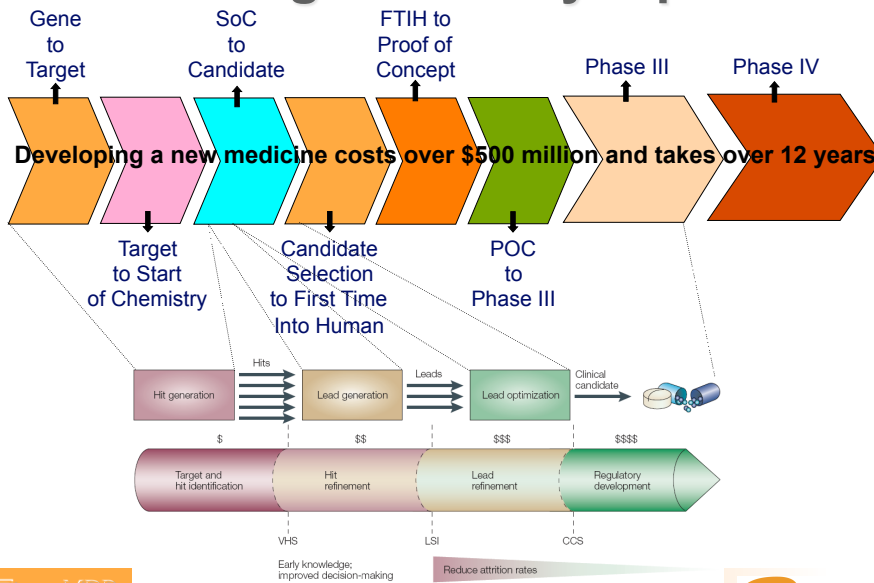 Gene
to
Target
SoC
to
Candidate
FTIH to
Proof of
Concept
Phase III
Phase IV
Developing a new medicine costs over $500 million and takes over 12 years
Target
to Start
of Chemistry
Candidate
Selection
to First Time
Into Human
POC
to
Phase III
Hit generation
Hits
Lead generation
Leads
Lead optimization
Clinical
candidate
$
$$
$$$
$$$$
Target and
hit identification
Hit
refinement
Lead
refinement
Regulatory
development
VHS
LSI
CCS
Early knowledge;
improved decision-making
Reduce attrition rates